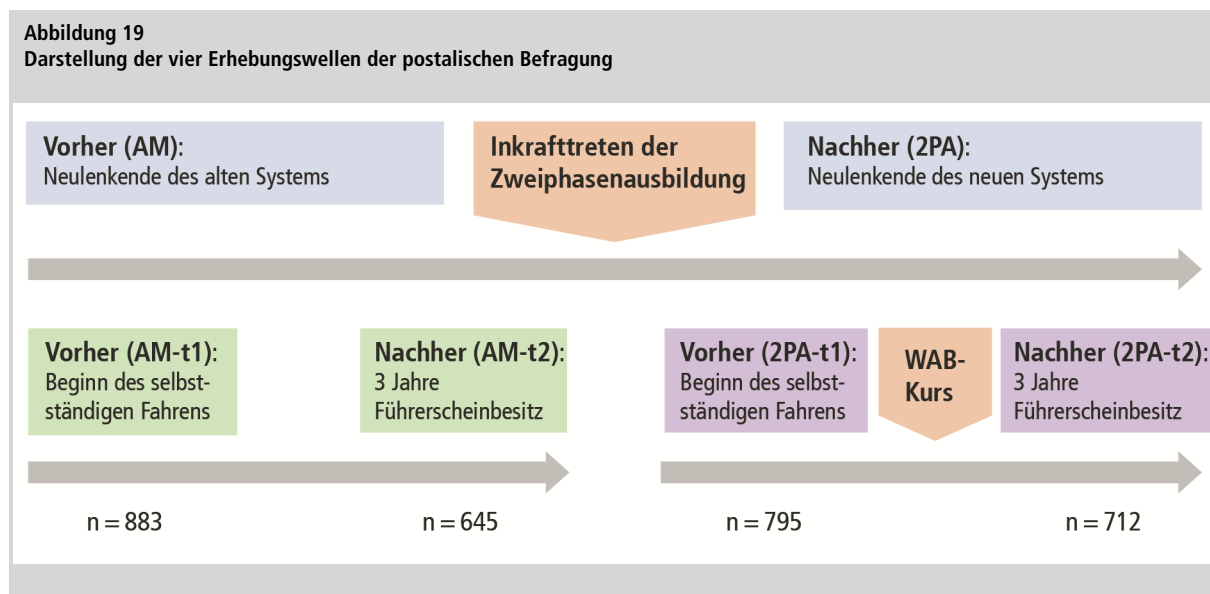 Abbildung 19
Darstellung der vier Erhebungswellen der postalischen Befragung
Vorher (AM):
Neulenkende des alten Systems
Inkrafttreten der
Zweiphasenausbildung
Nachher (2PA):
Neulenkende des neuen Systems
Vorher (AM-t1):
Beginn des selbst-
ständigen Fahrens
Nachher (AM-t2):
3 Jahre
Führerscheinbesitz
Vorher (2PA-t1):
Beginn des selbst-
ständigen Fahrens
WAB-
Kurs
Nachher (2PA-t2):
3 Jahre
Führerscheinbesitz
n = 883
n = 645
n = 795
n = 712